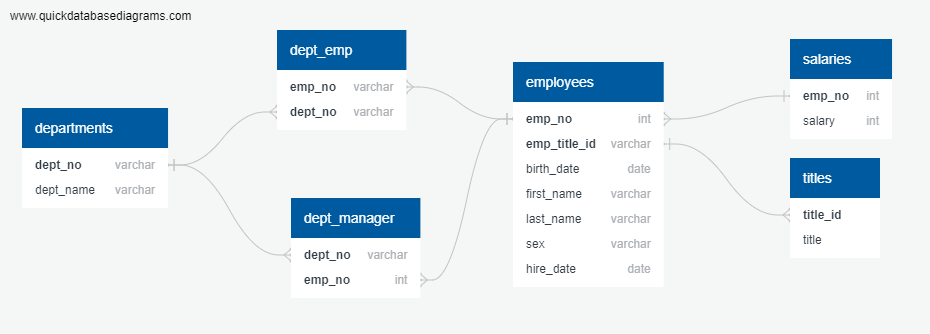 www.quickdatabasediagrams.com
departments
dept_no varchar
dept_name varchar
dept_emp
emp_no varchar
dept_no varchar
dept_manager
dept_no varchar
emp_no int
employees
emp_no int
emp_title_id varchar
birth_date date
first_name varchar
last_name varchar
sex varchar
hire_date date
salaries
emp_no int
salary int
titles
title_id
title